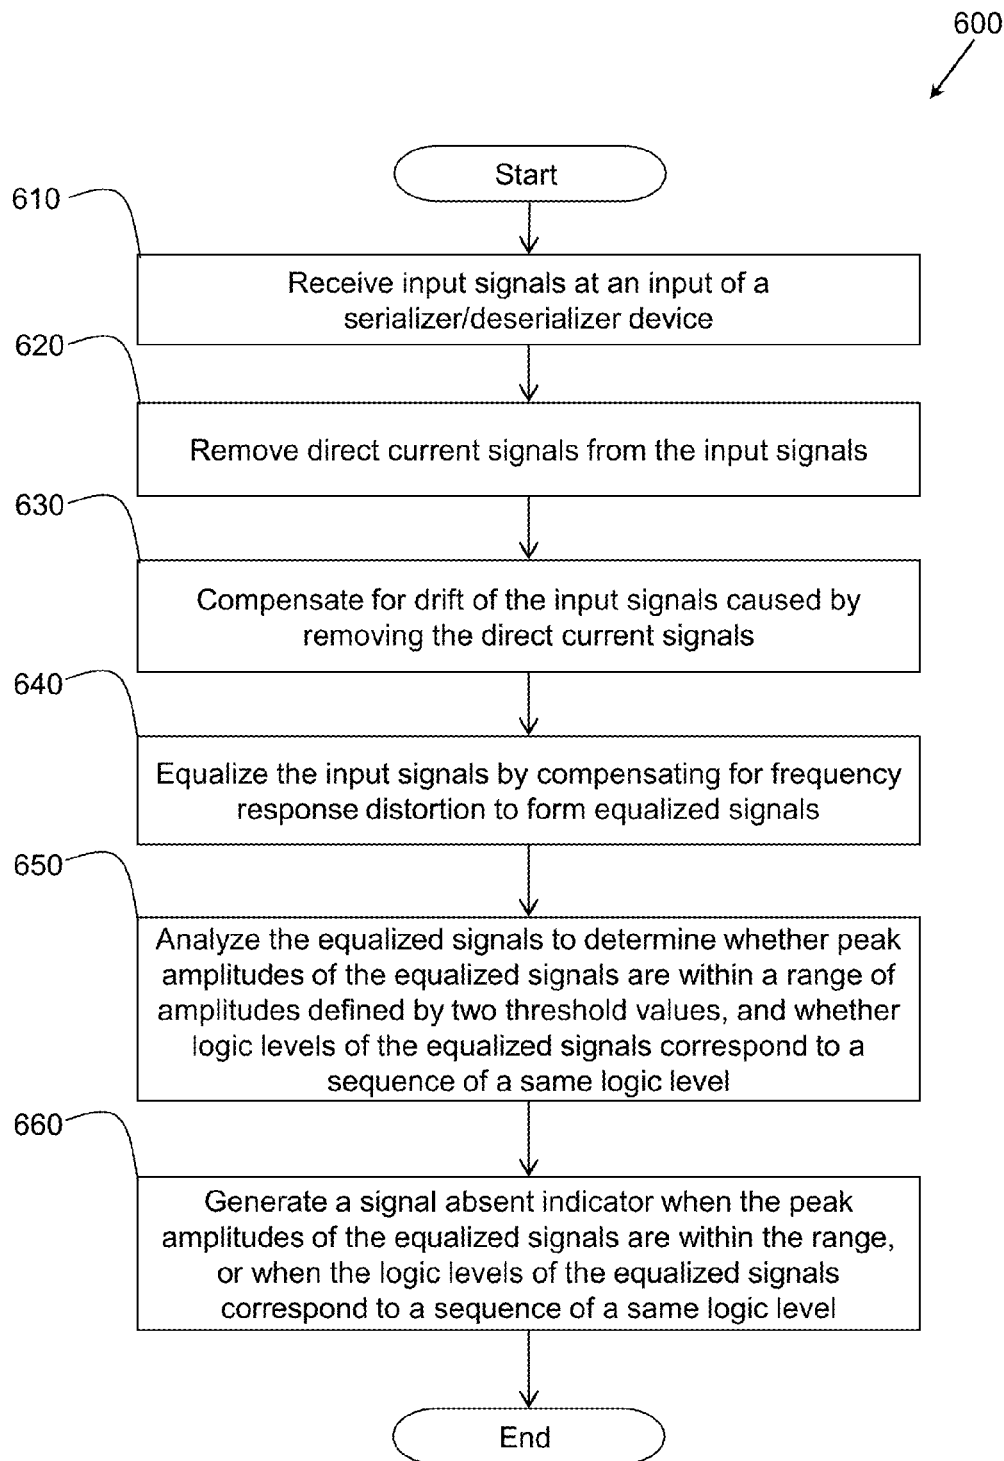 600
Start
610
Receive input signals at an input of a
serializer/deserializer device
620
Remove direct current signals from the input signals
630
Compensate for drift of the input signals caused by
removing the direct current signals
640
Equalize the input signals by compensating for frequency
response distortion to form equalized signals
650
Analyze the equalized signals to determine whether peak
amplitudes of the equalized signals are within a range of
amplitudes defined by two threshold values, and whether
logic levels of the equalized signals correspond to a
sequence of a same logic level
660
Generate a signal absent indicator when the peak
amplitudes of the equalized signals are within the range,
or when the logic levels of the equalized signals
correspond to a sequence of a same logic level
End